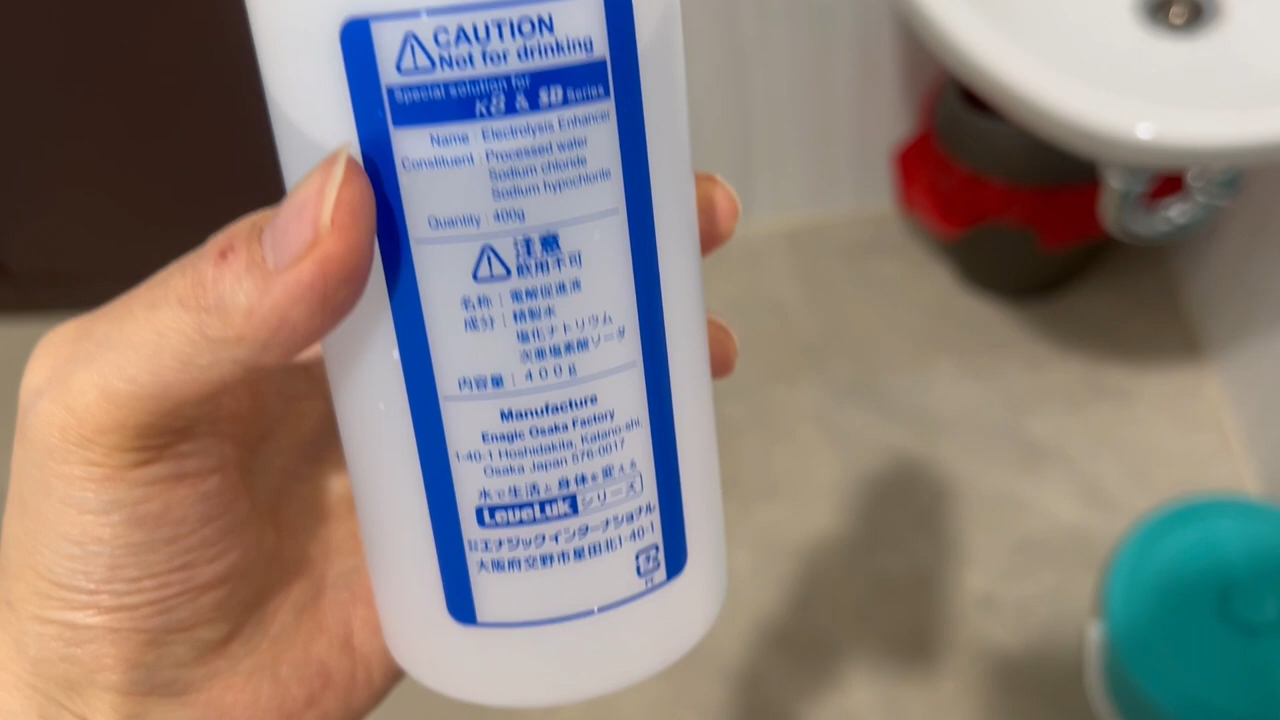 CAUTION
Not for drinking
Special solution for
K8 & SD Series
Name : Electrolysis Enhancer
Constituent : Processed water
Sodium chloride
Sodium hypochlorite
Quantity : 400g
注意
飲用不可
名称 | 電解促進液
成分 | 精製水
塩化ナトリウム
次亜塩素酸ソーダ
内容量 | 400g
Manufacture
Enagic Osaka Factory
1-40-1 Hoshidakita, Katano-shi,
Osaka Japan 576-0017
水で生活と身体を変える
LeveLuk シリーズ
エナジックインターナショナル
大阪府交野市星田北1-40-1